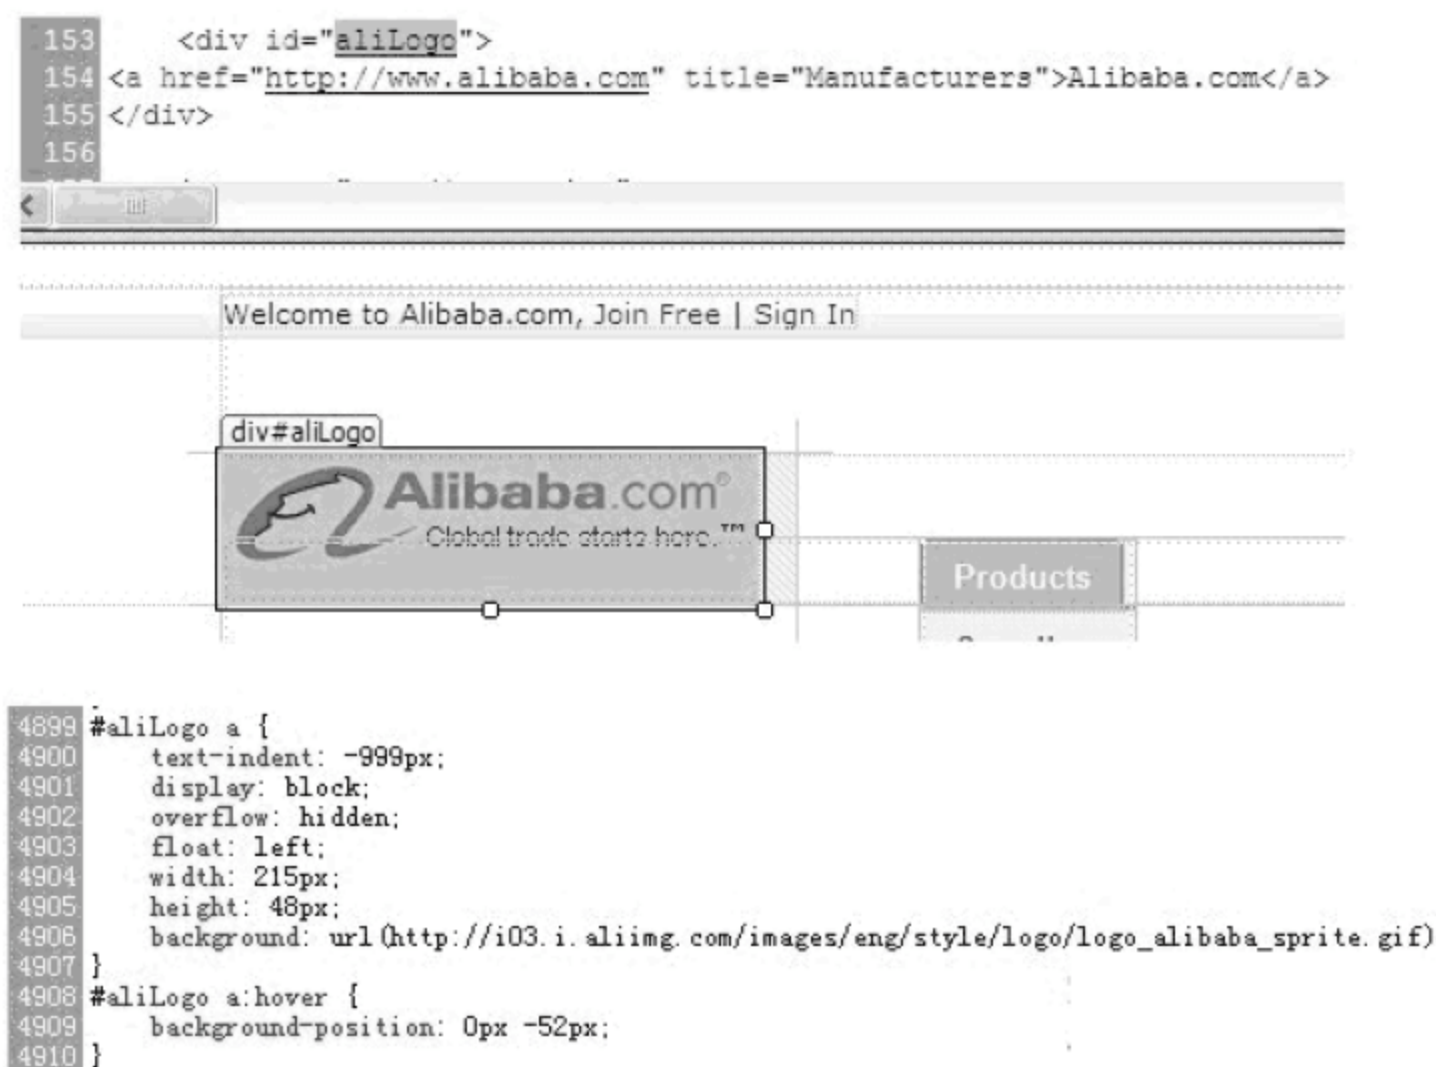 153 <div id="aliLogo">
154 <a href="http://www.alibaba.com" title="Manufacturers">Alibaba.com</a>
155 </div>
156
Welcome to Alibaba.com, Join Free | Sign In
div#aliLogo
Alibaba.com®
Global trade starts here.™
Products
4899 #aliLogo a {
4900 text-indent: -999px;
4901 display: block;
4902 overflow: hidden;
4903 float: left;
4904 width: 215px;
4905 height: 48px;
4906 background: url(http://i03.i.aliimg.com/images/eng/style/logo/logo_alibaba_sprite.gif)
4907 }
4908 #aliLogo a:hover {
4909 background-position: 0px -52px;
4910 }